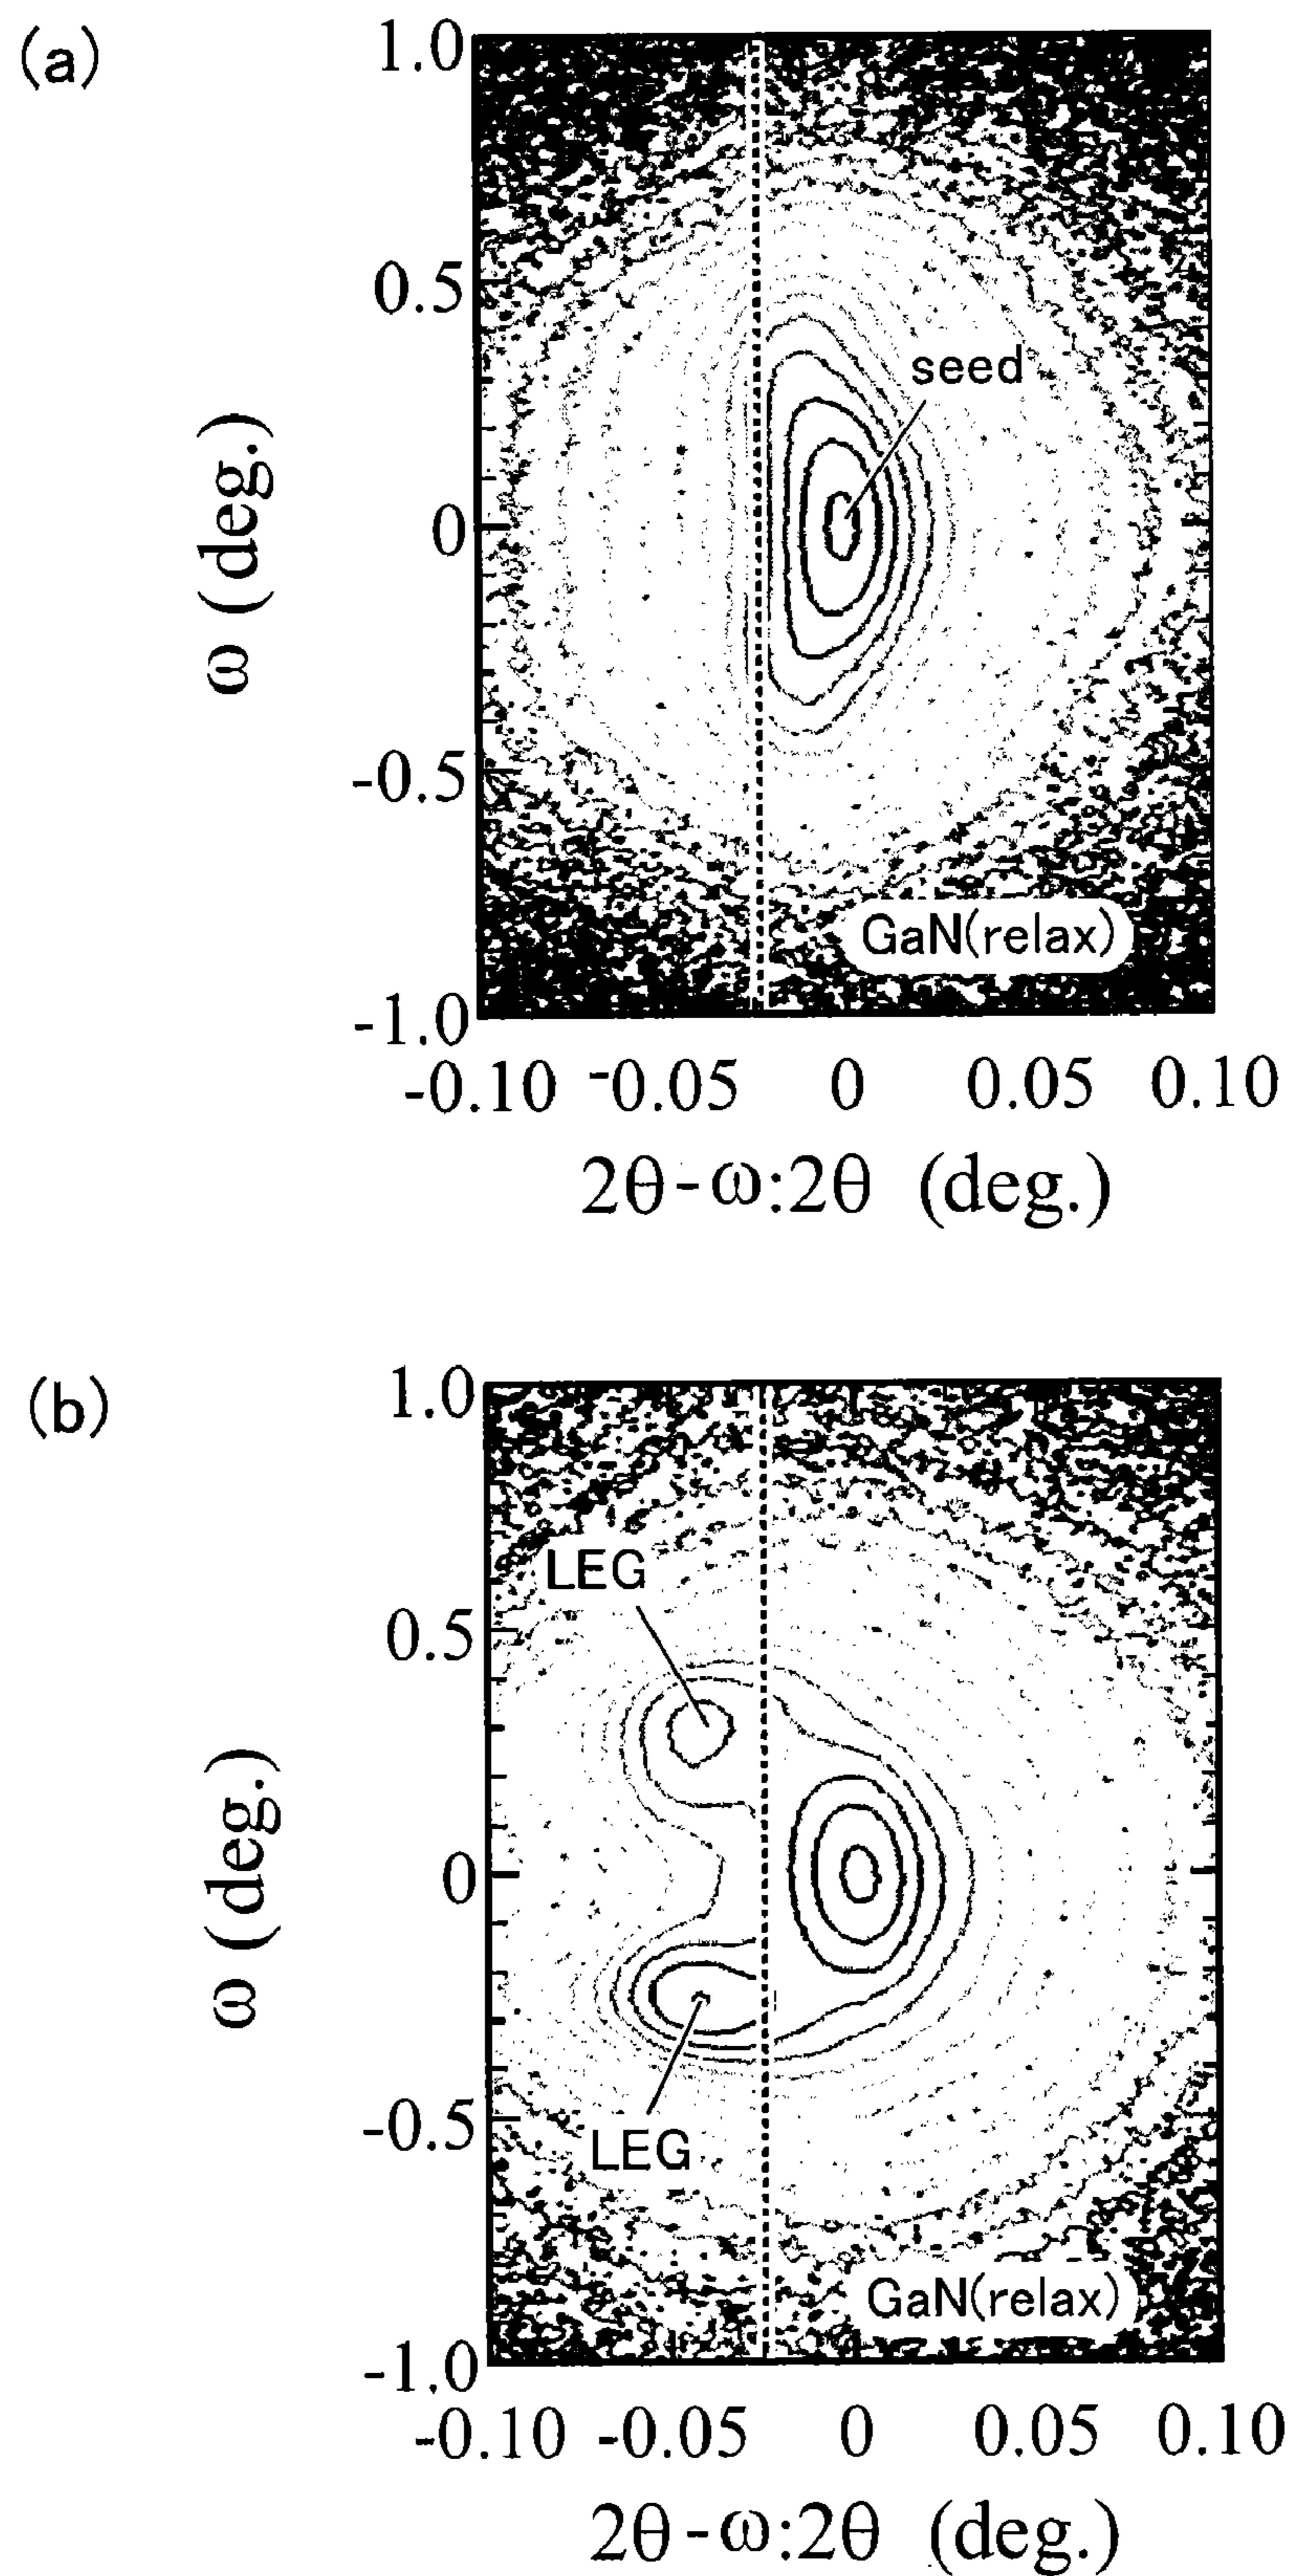 (a)
1.0
0.5
seed
0
ω (deg.)
-0.5
GaN(relax)
-1.0
-0.10 -0.05 0 0.05 0.10
2θ-ω:2θ (deg.)
(b)
1.0
LEG
0.5
0
ω (deg.)
-0.5
LEG
GaN(relax)
-1.0
-0.10 -0.05 0 0.05 0.10
2θ-ω:2θ (deg.)